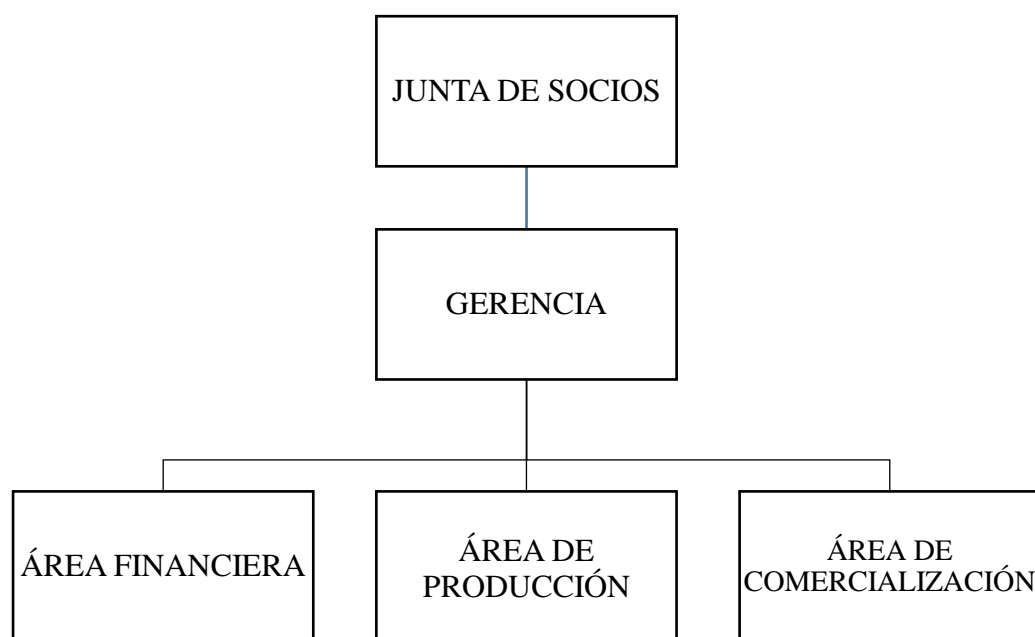 JUNTA DE SOCIOS
GERENCIA
ÁREA FINANCIERA
ÁREA DE
PRODUCCIÓN
ÁREA DE
COMERCIALIZACIÓN